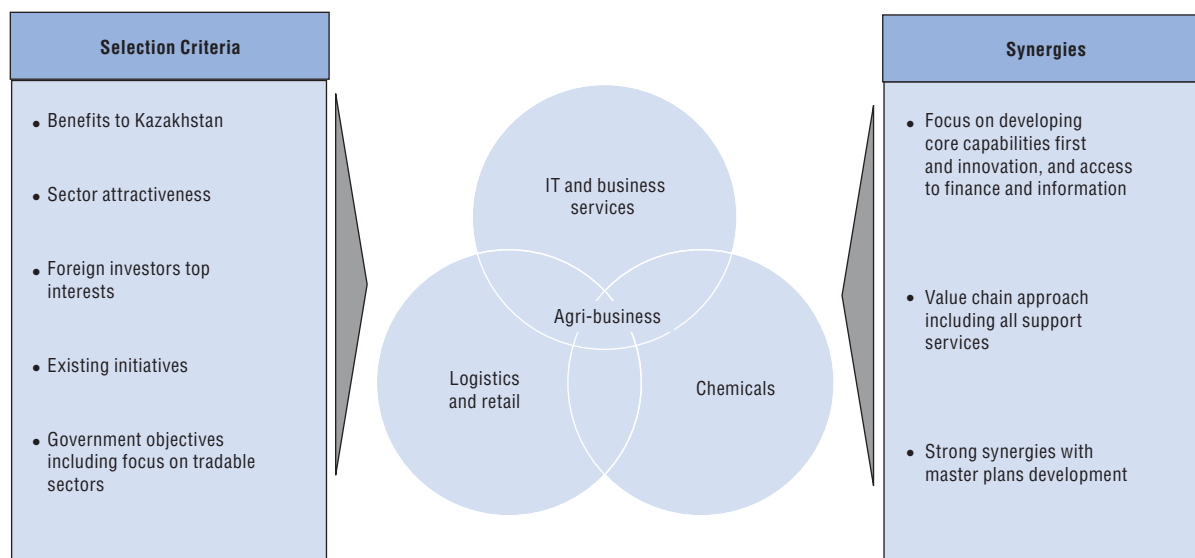 Selection Criteria
• Benefits to Kazakhstan
• Sector attractiveness
• Foreign investors top
interests
• Existing initiatives
• Government objectives
including focus on tradable
sectors
IT and business
services
Agri-business
Logistics
and retail
Chemicals
Synergies
• Focus on developing
core capabilities first
and innovation, and access
to finance and information
• Value chain approach
including all support
services
• Strong synergies with
master plans development